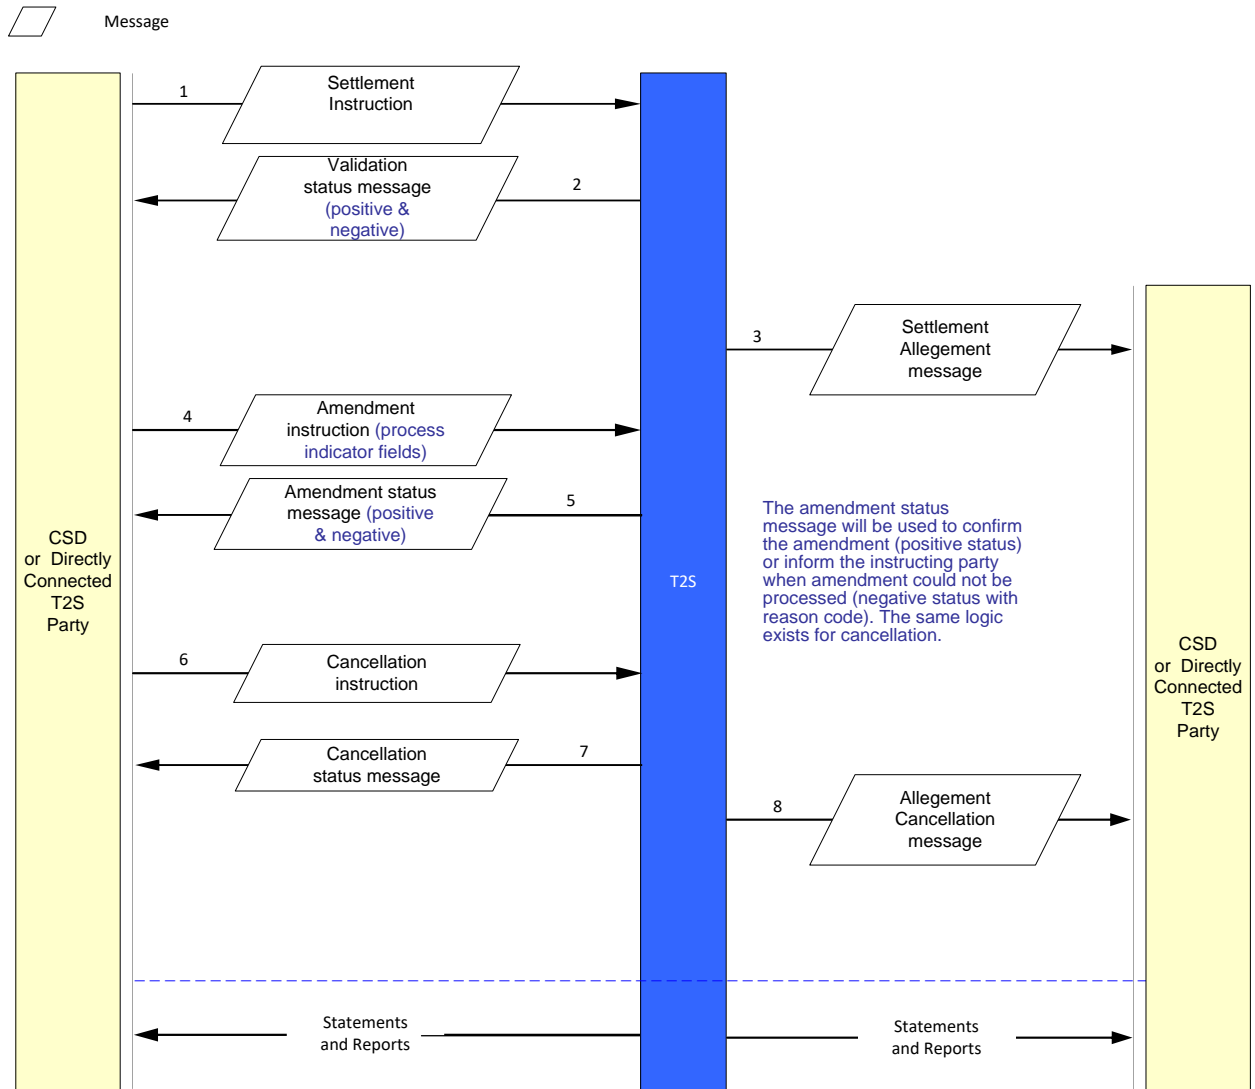 Message
1
Settlement
Instruction
Validation
status message
(positive &
negative)
2
3
Settlement
Allegement
message
4
Amendment
instruction (process
indicator fields)
Amendment status
message (positive
& negative)
5
The amendment status
message will be used to confirm
the amendment (positive status)
or inform the instructing party
when amendment could not be
processed (negative status with
reason code). The same logic
exists for cancellation.
CSD
or Directly
Connected
T2S
Party
T2S
6
Cancellation
instruction
CSD
or Directly
Connected
T2S
Party
Cancellation
status message
7
8
Allegement
Cancellation
message
Statements
and Reports
Statements
and Reports